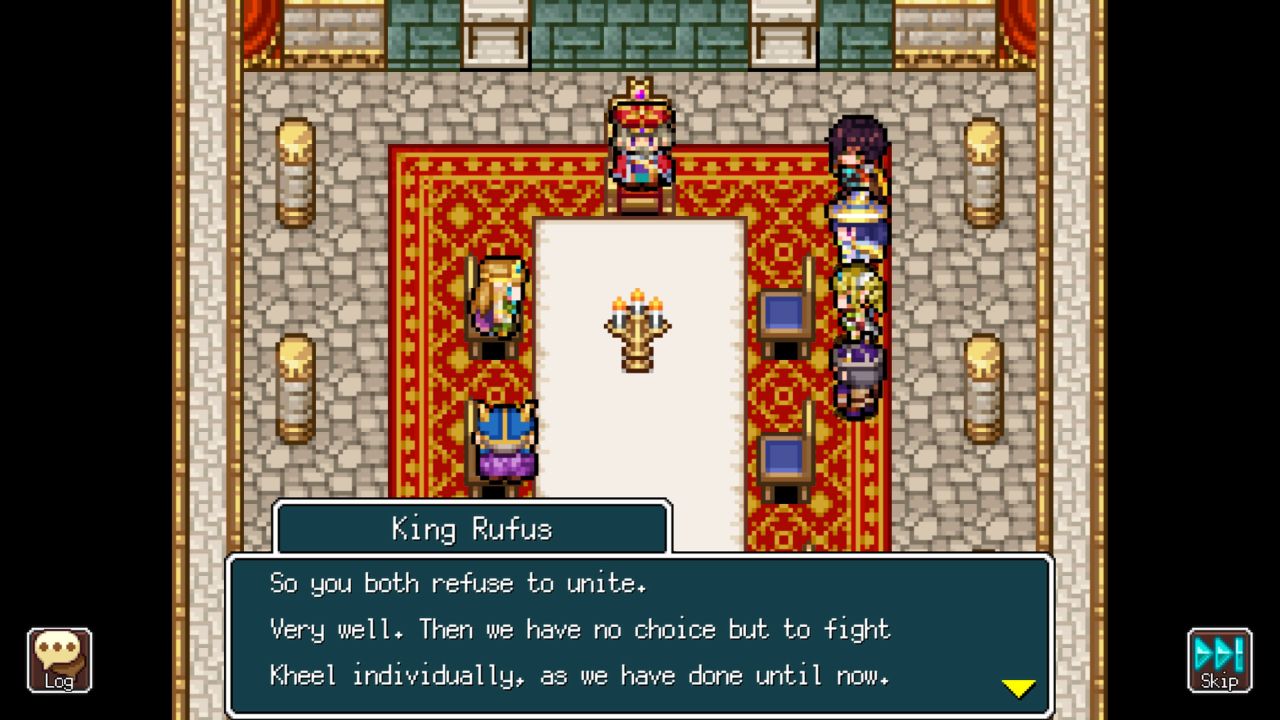 King Rufus
So you both refuse to unite.
Very well. Then we have no choice but to fight
Kheel individually, as we have done until now.
Log
Skip